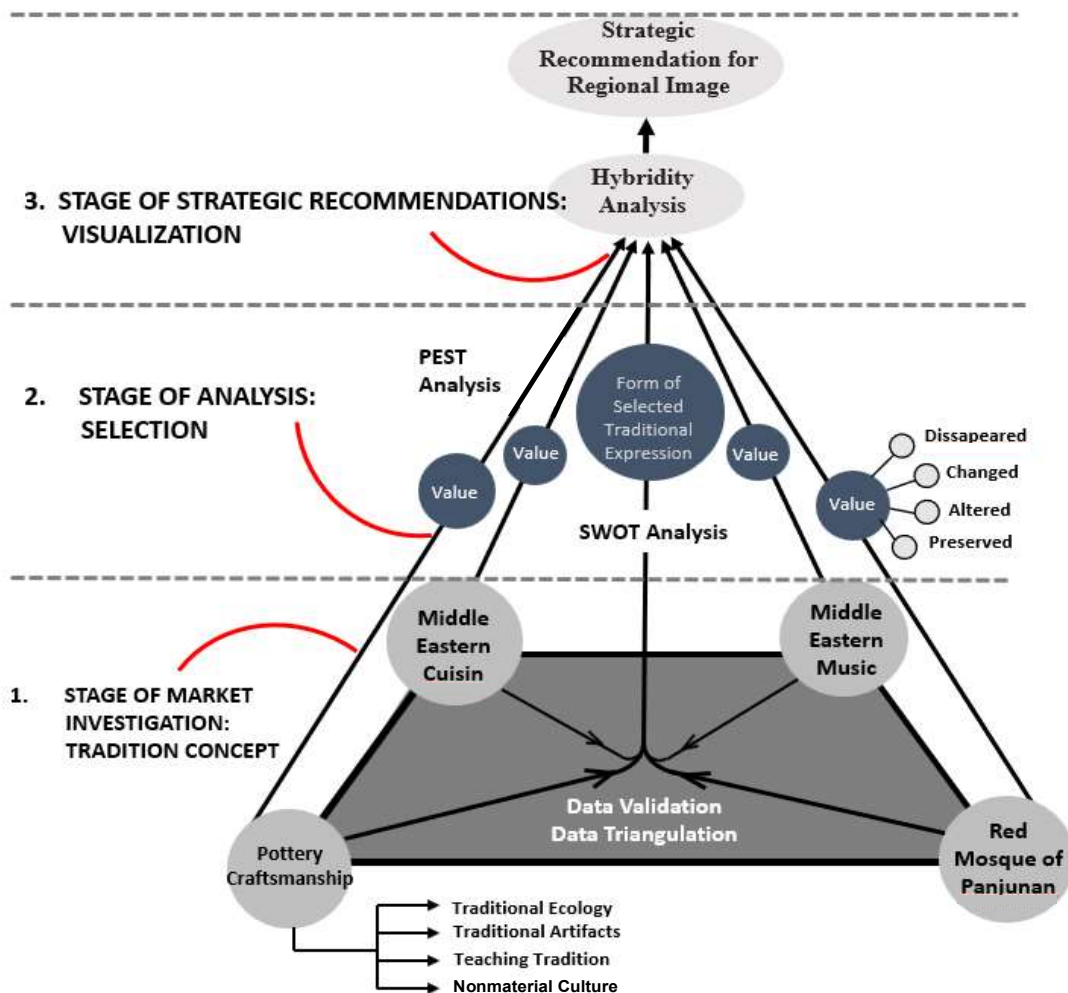 Strategic
Recommendation for
Regional Image
Hybridity
Analysis
3. STAGE OF STRATEGIC RECOMMENDATIONS:
VISUALIZATION
PEST
Analysis
2. STAGE OF ANALYSIS:
SELECTION
Form of
Selected
Traditional
Expression
Value
Value
Value
Value
Dissapeared
Changed
Altered
Preserved
SWOT Analysis
Middle
Eastern
Cuisin
Middle
Eastern
Music
1. STAGE OF MARKET
INVESTIGATION:
TRADITION CONCEPT
Data Validation
Data Triangulation
Pottery
Craftsmanship
Red
Mosque of
Panjunan
Traditional Ecology
Traditional Artifacts
Teaching Tradition
Nonmaterial Culture